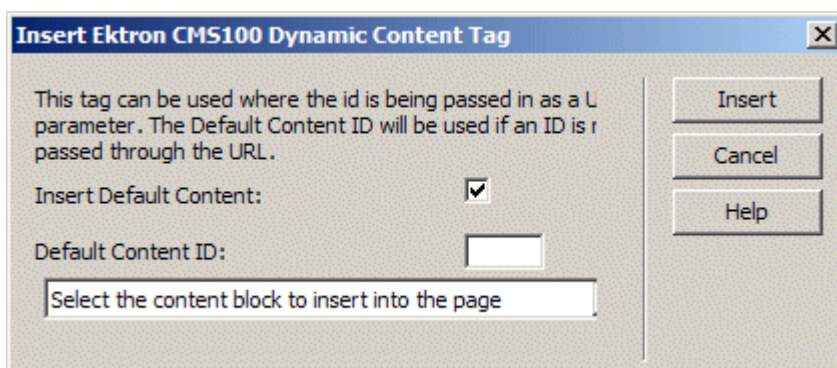 Insert Ektron CMS100 Dynamic Content Tag
This tag can be used where the id is being passed in as a U
parameter. The Default Content ID will be used if an ID is
passed through the URL.
Insert Default Content:
Default Content ID:
Select the content block to insert into the page
Insert
Cancel
Help